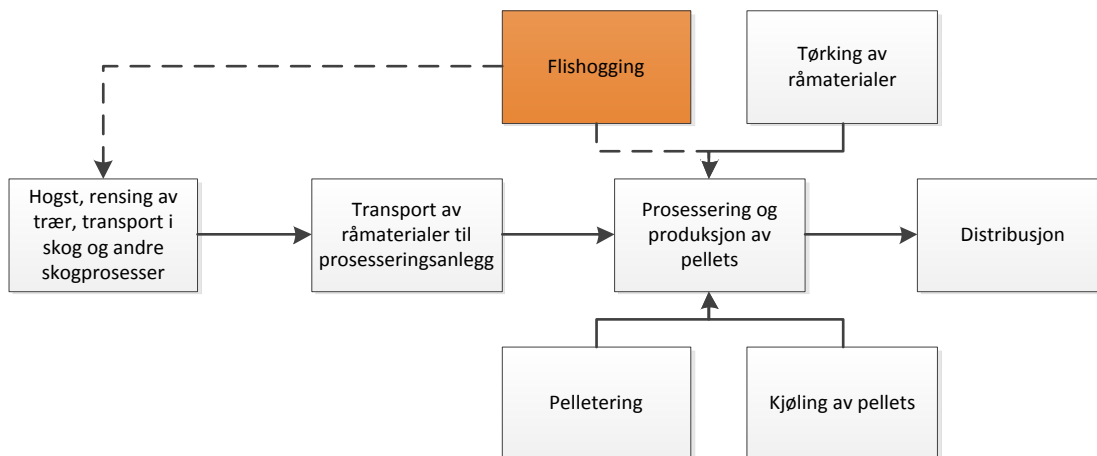 Flishogging
Tørking av
råmaterialer
Hogst, rensing av
trær, transport i
skog og andre
skogprosesser
Transport av
råmaterialer til
prosesseringsanlegg
Prosessering og
produksjon av
pellets
Distribusjon
Pelletering
Kjøling av pellets